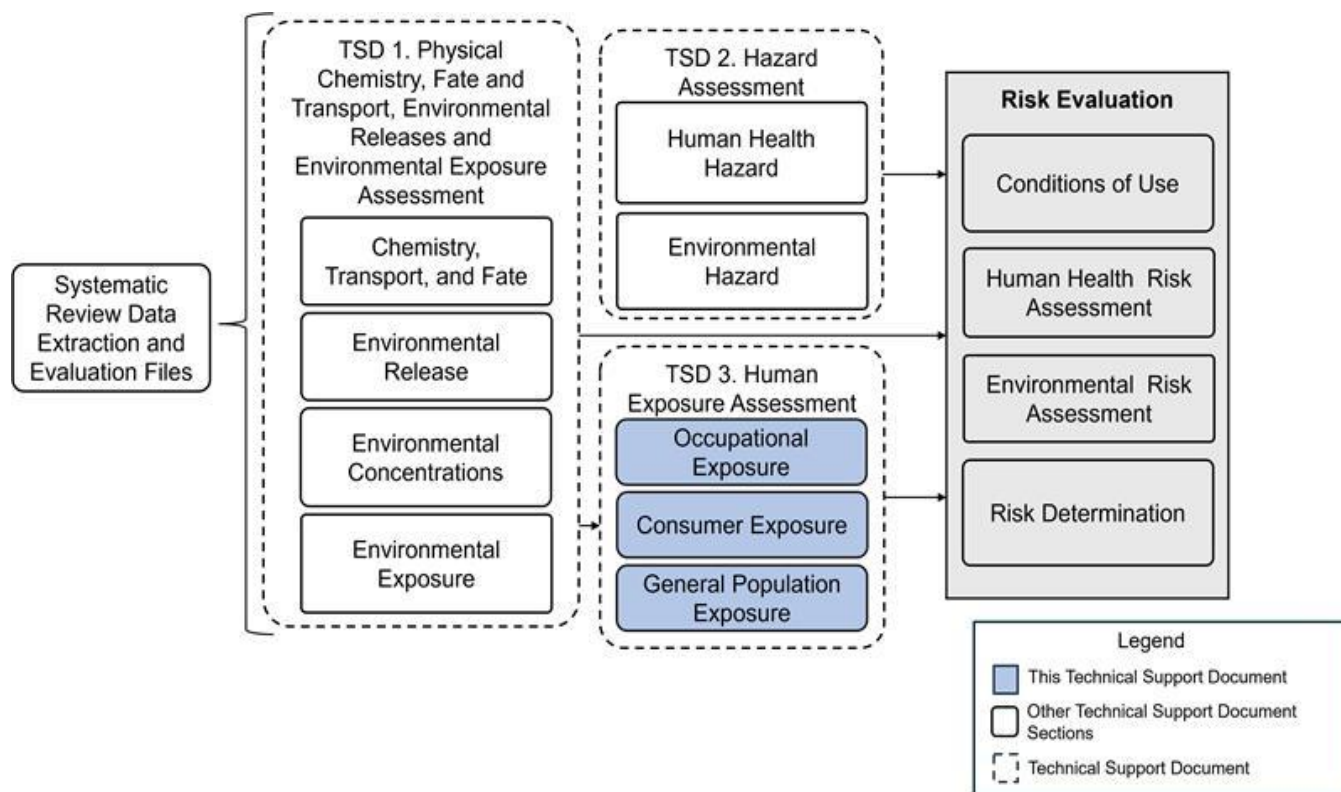 Systematic
Review Data
Extraction and
Evaluation Files
TSD 1. Physical
Chemistry, Fate and
Transport, Environmental
Releases and
Environmental Exposure
Assessment
Chemistry,
Transport, and Fate
Environmental
Release
Environmental
Concentrations
Environmental
Exposure
TSD 2. Hazard
Assessment
Human Health
Hazard
Environmental
Hazard
TSD 3. Human
Exposure Assessment
Occupational
Exposure
Consumer Exposure
General Population
Exposure
Risk Evaluation
Conditions of Use
Human Health Risk
Assessment
Environmental Risk
Assessment
Risk Determination
Legend
This Technical Support Document
Other Technical Support Document
Sections
Technical Support Document